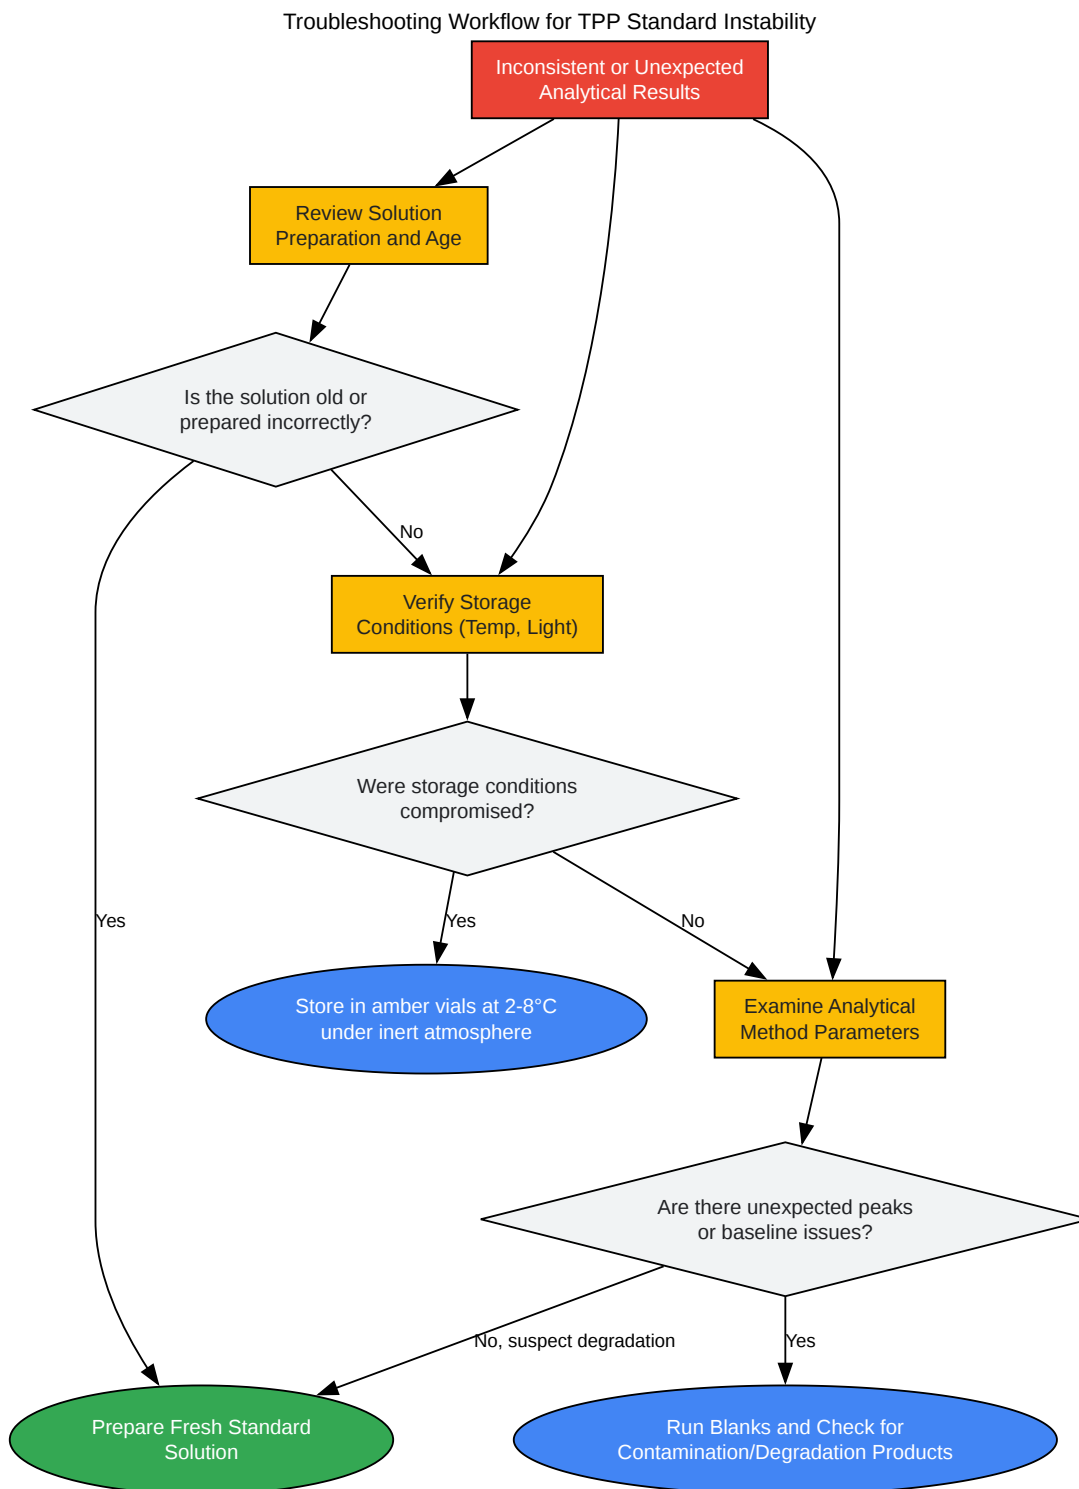 Troubleshooting Workflow for TPP Standard Instability
Inconsistent or Unexpected
Analytical Results
Review Solution
Preparation and Age
Is the solution old or
prepared incorrectly?
No
Verify Storage
Conditions (Temp, Light)
Were storage conditions
compromised?
Yes
Yes
No
Store in amber vials at 2-8°C
under inert atmosphere
Examine Analytical
Method Parameters
Are there unexpected peaks
or baseline issues?
No, suspect degradation
Yes
Prepare Fresh Standard
Solution
Run Blanks and Check for
Contamination/Degradation Products